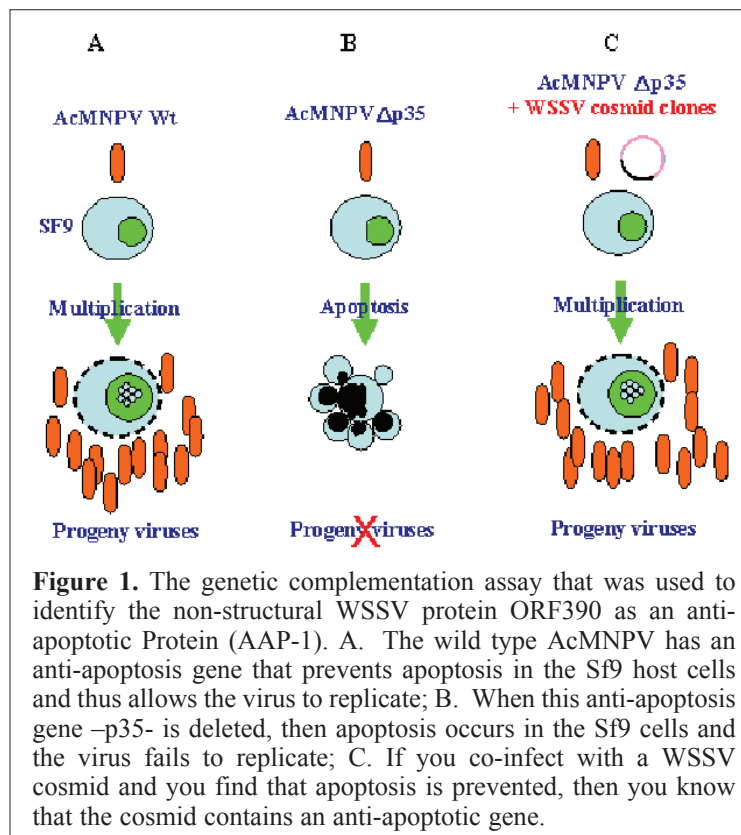 A
B
C
AcMNPV Wt
AcMNPV Δp35
AcMNPV Δp35
+ WSSV cosmid clones
SF9
Multiplication
Apoptosis
Multiplication
Progeny viruses
Progeny viruses
Progeny viruses
Figure 1. The genetic complementation assay that was used to
identify the non-structural WSSV protein ORF390 as an anti-
apoptotic Protein (AAP-1). A. The wild type AcMNPV has an
anti-apoptosis gene that prevents apoptosis in the Sf9 host cells
and thus allows the virus to replicate; B. When this anti-apoptosis
gene –p35- is deleted, then apoptosis occurs in the Sf9 cells and
the virus fails to replicate; C. If you co-infect with a WSSV
cosmid and you find that apoptosis is prevented, then you know
that the cosmid contains an anti-apoptotic gene.